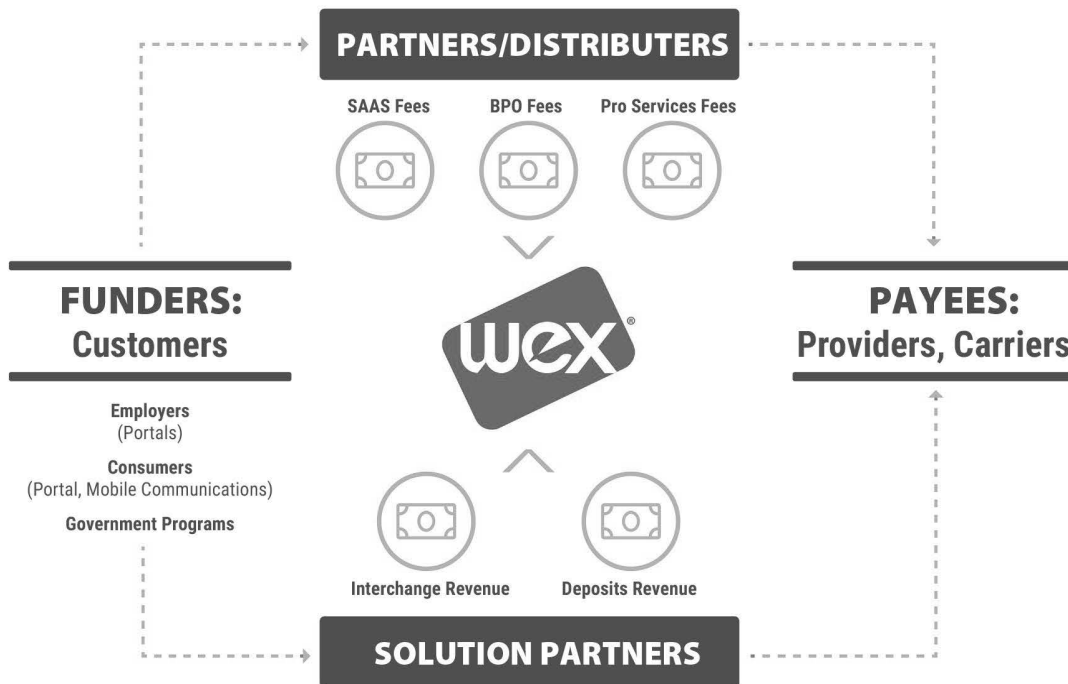 PARTNERS/DISTRIBUTERS
SAAS Fees
BPO Fees
Pro Services Fees
FUNDERS:
Customers
Employers
(Portals)
Consumers
(Portal, Mobile Communications)
Government Programs
wex®
PAYEES:
Providers, Carriers
Interchange Revenue
Deposits Revenue
SOLUTION PARTNERS